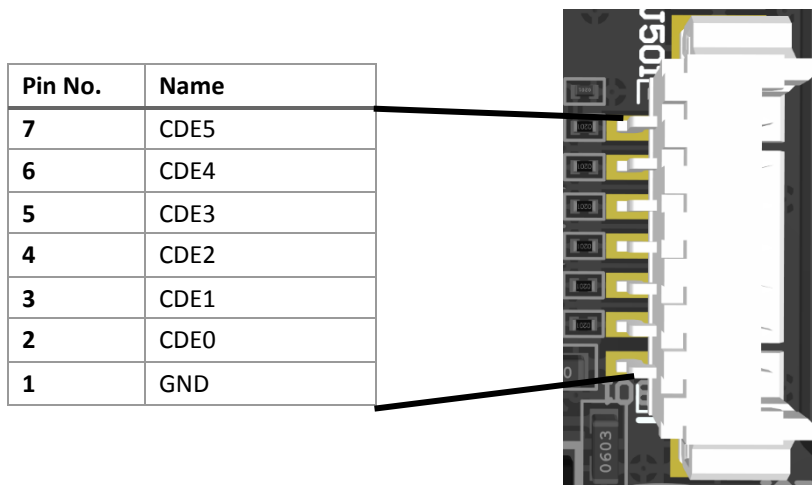 Pin No. Name
7 CDE5
6 CDE4
5 CDE3
4 CDE2
3 CDE1
2 CDE0
1 GND
J501
0603